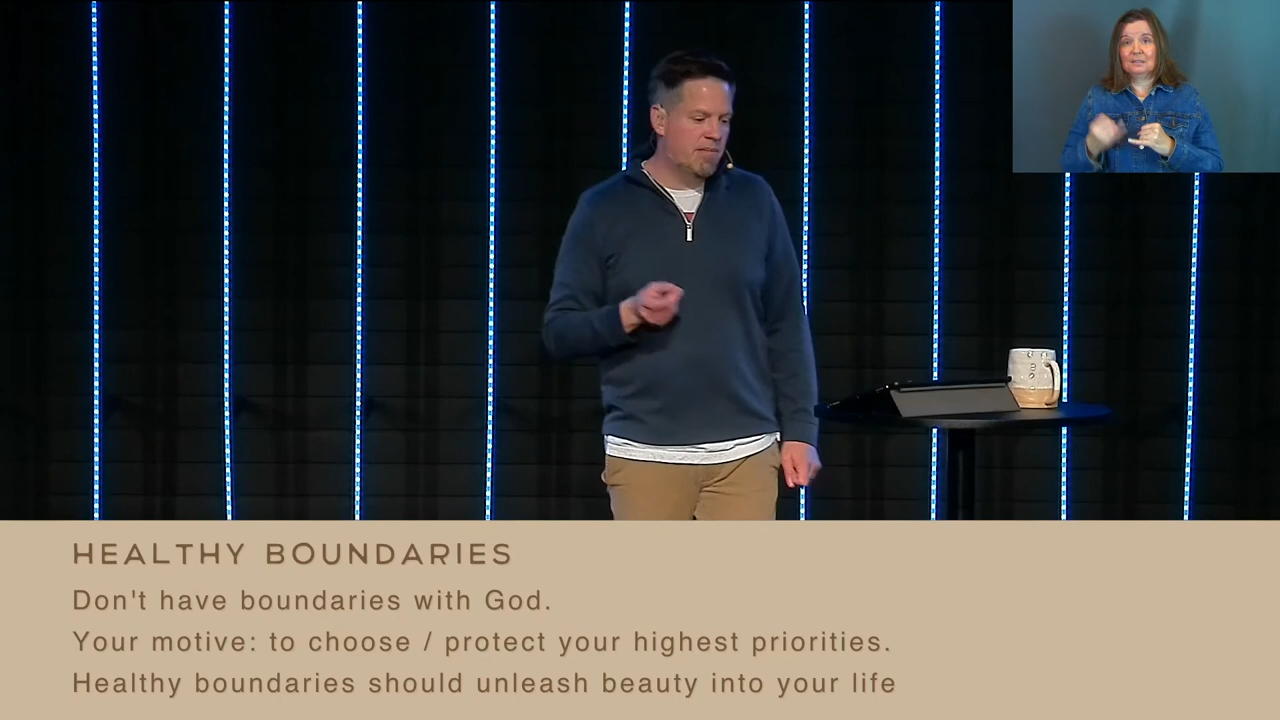 HEALTHY BOUNDARIES
Don't have boundaries with God.
Your motive: to choose / protect your highest priorities.
Healthy boundaries should unleash beauty into your life